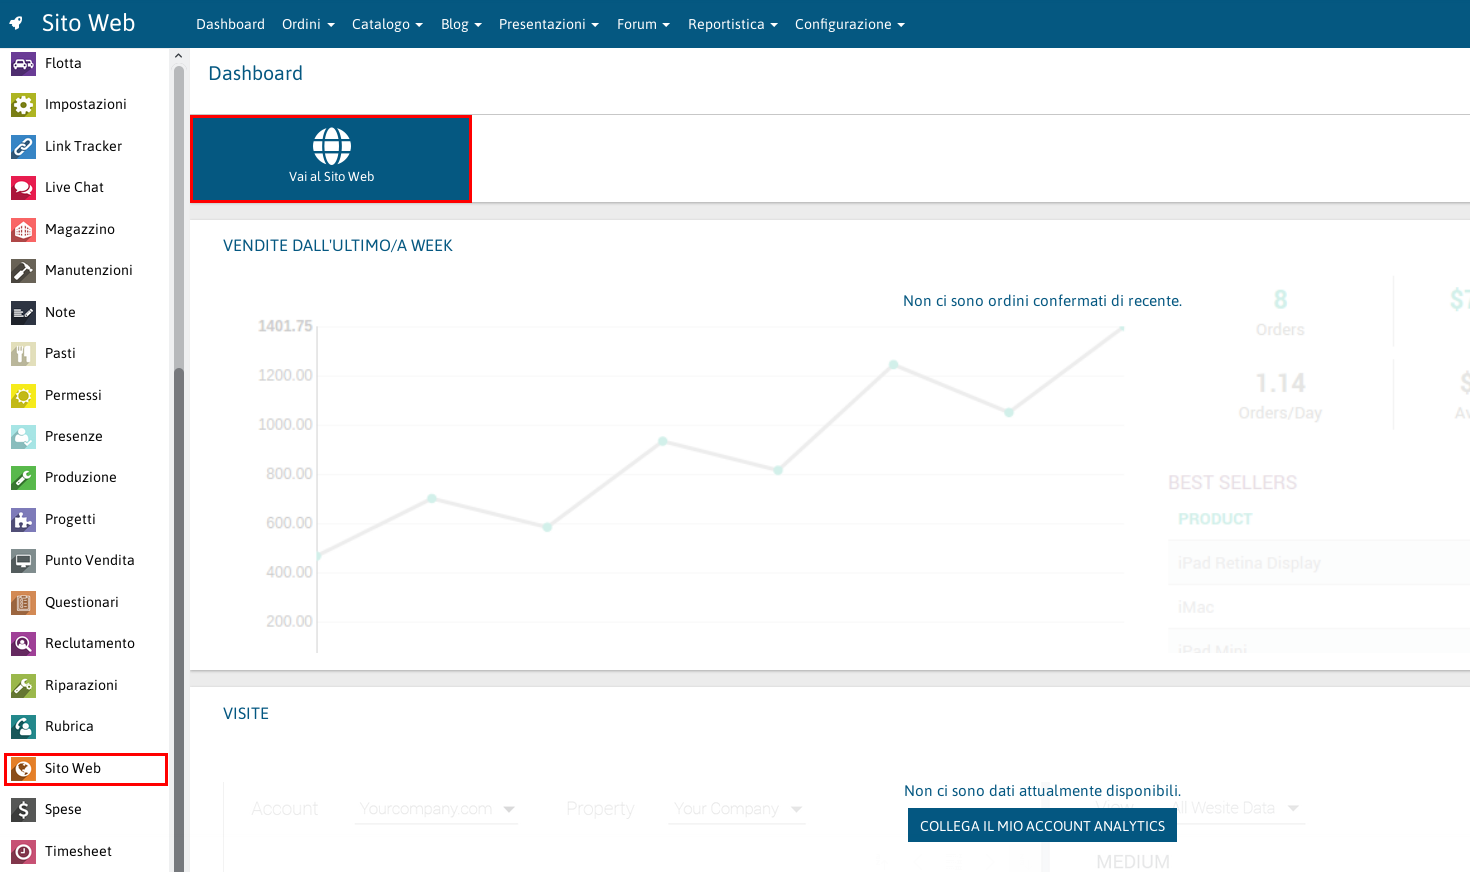 Sito Web
Dashboard Ordini Catalogo Blog Presentazioni Forum Reportistica Configurazione
Flotta
Impostazioni
Link Tracker
Live Chat
Magazzino
Manutenzioni
Note
Pasti
Permessi
Presenze
Produzione
Progetti
Punto Vendita
Questionari
Reclutamento
Riparazioni
Rubrica
Sito Web
Spese
Timesheet
Dashboard
Vai al Sito Web
VENDITE DALL'ULTIMO/A WEEK
Non ci sono ordini confermati di recente.
1401.75
1200.00
1000.00
800.00
600.00
400.00
200.00
8
Orders
1.14
Orders/Day
BEST SELLERS
PRODUCT
iPad Retina Display
iMac
iPad Mini
VISITE
Non ci sono dati attualmente disponibili.
Account Yourcompany.com Property Your Company All Wesite Data
COLLEGA IL MIO ACCOUNT ANALYTICS
MEDIUM